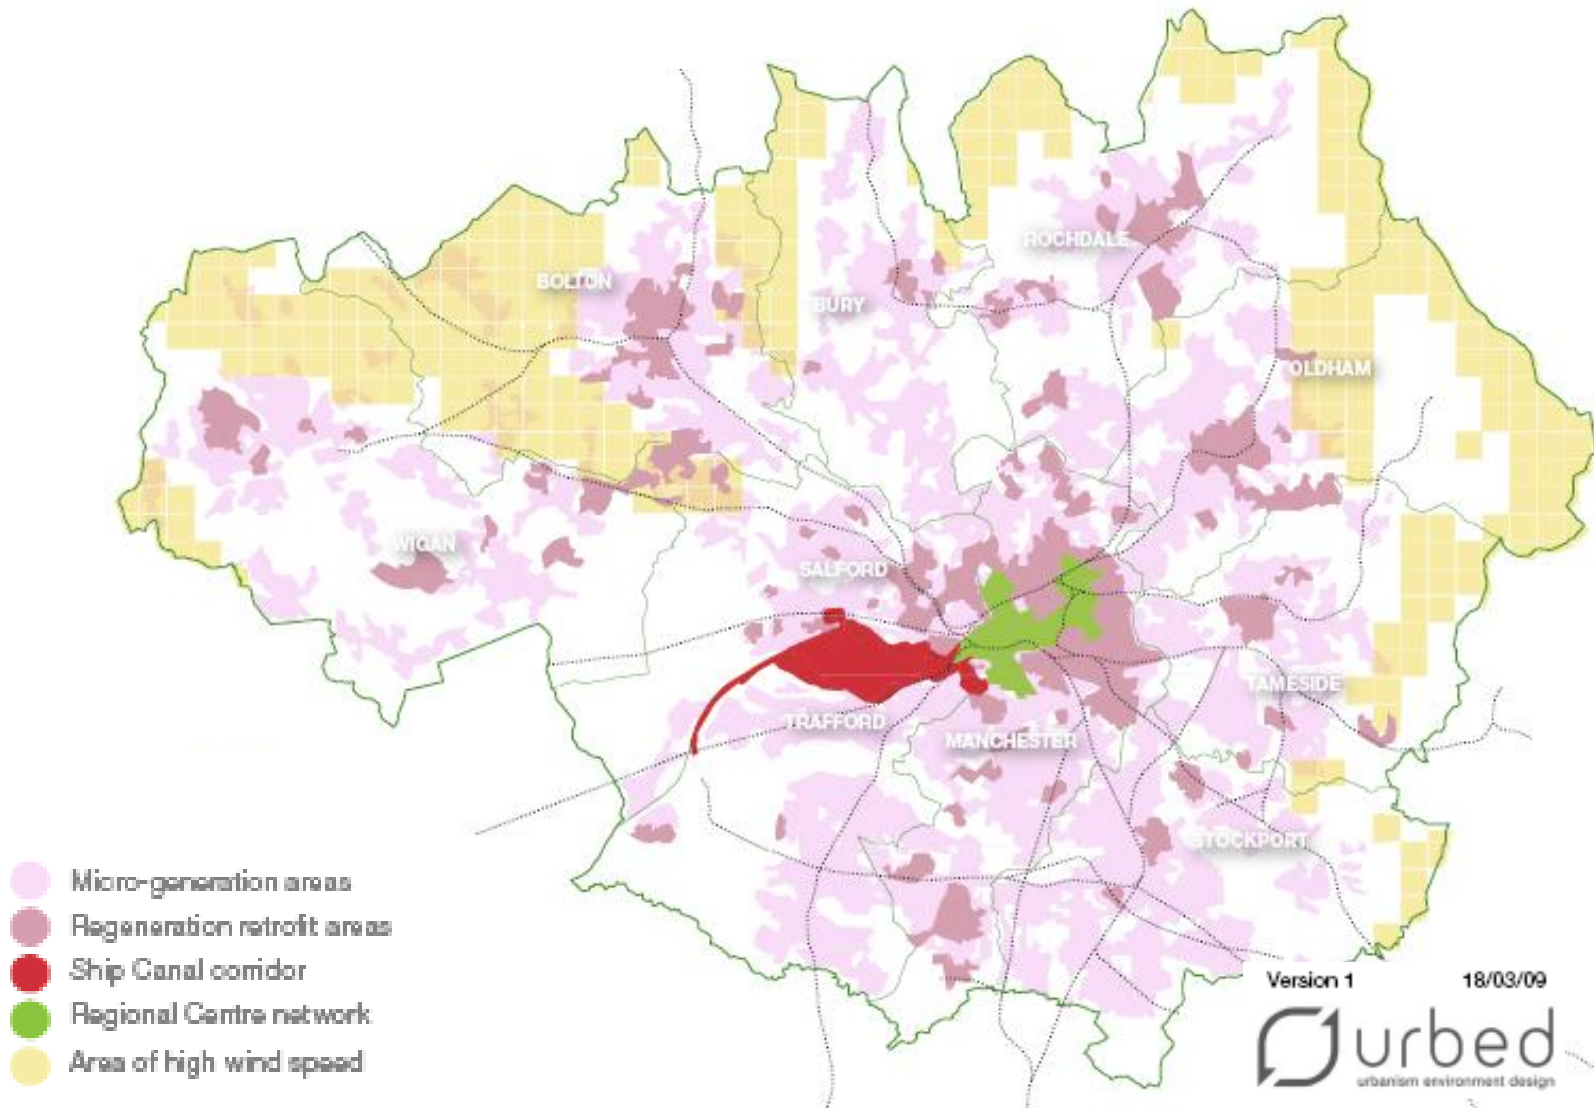 ROCHDALE
BOLTON
BURY
OLDHAM
WIGAN
SALFORD
TAMESIDE
TRAFFORD
MANCHESTER
STOCKPORT
Micro-generation areas
Regeneration retrofit areas
Ship Canal corridor
Regional Centre network
Area of high wind speed
Version 1 18/03/09
urbed
urbanism environment design